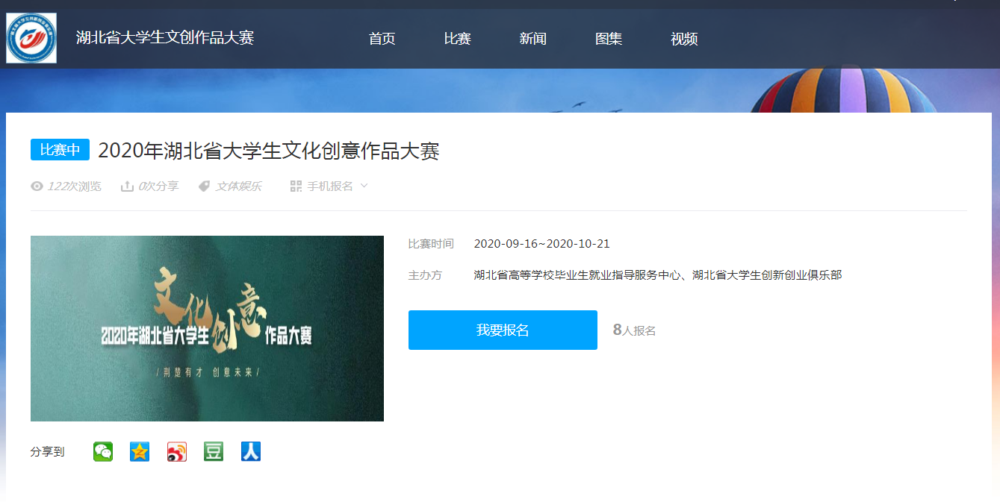 湖北省大学生文创作品大赛
首页
比赛
新闻
图集
视频
比赛中
2020年湖北省大学生文化创意作品大赛
122次浏览
0次分享
文体娱乐
手机报名
2020年湖北省大学生文化创意作品大赛
/ 荆楚有才 创意未来 /
比赛时间 2020-09-16~2020-10-21
主办方 湖北省高等学校毕业生就业指导服务中心、湖北省大学生创新创业俱乐部
我要报名
8人报名
分享到
豆
人